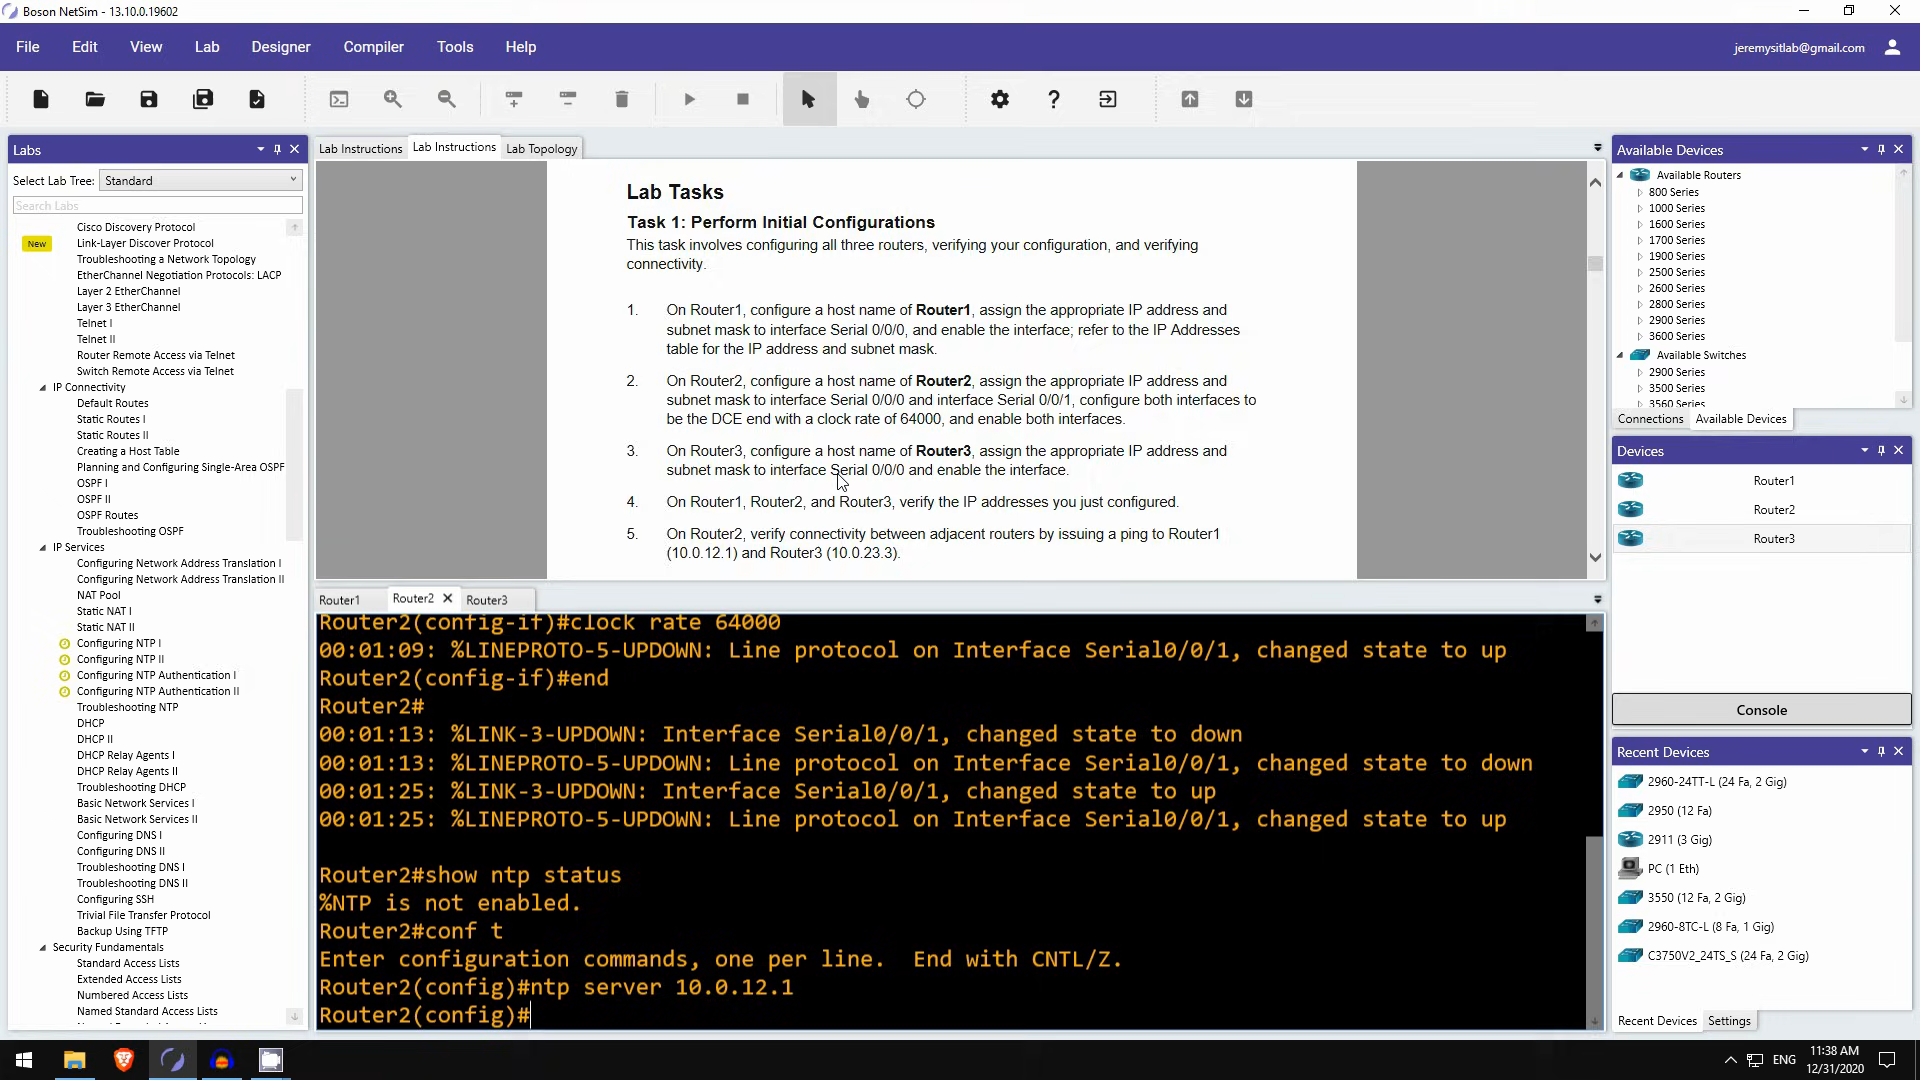 Boson NetSim - 13.10.0.19602
File Edit View Lab Designer Compiler Tools Help
jeremysitlab@gmail.com
Labs
Select Lab Tree: Standard
Search Labs
Cisco Discovery Protocol
New Link-Layer Discover Protocol
Troubleshooting a Network Topology
EtherChannel Negotiation Protocols: LACP
Layer 2 EtherChannel
Layer 3 EtherChannel
Telnet I
Telnet II
Router Remote Access via Telnet
Switch Remote Access via Telnet
IP Connectivity
Default Routes
Static Routes I
Static Routes II
Creating a Host Table
Planning and Configuring Single-Area OSPF
OSPF I
OSPF II
OSPF Routes
Troubleshooting OSPF
IP Services
Configuring Network Address Translation I
Configuring Network Address Translation II
NAT Pool
Static NAT I
Static NAT II
Configuring NTP I
Configuring NTP II
Configuring NTP Authentication I
Configuring NTP Authentication II
Troubleshooting NTP
DHCP
DHCP II
DHCP Relay Agents I
DHCP Relay Agents II
Troubleshooting DHCP
Basic Network Services I
Basic Network Services II
Configuring DNS I
Configuring DNS II
Troubleshooting DNS I
Troubleshooting DNS II
Configuring SSH
Trivial File Transfer Protocol
Backup Using TFTP
Security Fundamentals
Standard Access Lists
Extended Access Lists
Numbered Access Lists
Named Standard Access Lists
Lab Instructions Lab Instructions Lab Topology
Lab Tasks
Task 1: Perform Initial Configurations
This task involves configuring all three routers, verifying your configuration, and verifying
connectivity.
1. On Router1, configure a host name of Router1, assign the appropriate IP address and
subnet mask to interface Serial 0/0/0, and enable the interface; refer to the IP Addresses
table for the IP address and subnet mask.
2. On Router2, configure a host name of Router2, assign the appropriate IP address and
subnet mask to interface Serial 0/0/0 and interface Serial 0/0/1, configure both interfaces to
be the DCE end with a clock rate of 64000, and enable both interfaces.
3. On Router3, configure a host name of Router3, assign the appropriate IP address and
subnet mask to interface Serial 0/0/0 and enable the interface.
4. On Router1, Router2, and Router3, verify the IP addresses you just configured.
5. On Router2, verify connectivity between adjacent routers by issuing a ping to Router1
(10.0.12.1) and Router3 (10.0.23.3).
Router1 Router2 Router3
Router2(config-if)#clock rate 64000
00:01:09: %LINEPROTO-5-UPDOWN: Line protocol on Interface Serial0/0/1, changed state to up
Router2(config-if)#end
Router2#
00:01:13: %LINK-3-UPDOWN: Interface Serial0/0/1, changed state to down
00:01:13: %LINEPROTO-5-UPDOWN: Line protocol on Interface Serial0/0/1, changed state to down
00:01:25: %LINK-3-UPDOWN: Interface Serial0/0/1, changed state to up
00:01:25: %LINEPROTO-5-UPDOWN: Line protocol on Interface Serial0/0/1, changed state to up
Router2#show ntp status
%NTP is not enabled.
Router2#conf t
Enter configuration commands, one per line.  End with CNTL/Z.
Router2(config)#ntp server 10.0.12.1
Router2(config)#
Available Devices
Available Routers
800 Series
1000 Series
1600 Series
1700 Series
1900 Series
2500 Series
2600 Series
2800 Series
2900 Series
3600 Series
Available Switches
2900 Series
3500 Series
3560 Series
Connections Available Devices
Devices
Router1
Router2
Router3
Console
Recent Devices
2960-24TT-L (24 Fa, 2 Gig)
2950 (12 Fa)
2911 (3 Gig)
PC (1 Eth)
3550 (12 Fa, 2 Gig)
2960-8TC-L (8 Fa, 1 Gig)
C3750V2_24TS_S (24 Fa, 2 Gig)
Recent Devices Settings
ENG
11:38 AM
12/31/2020